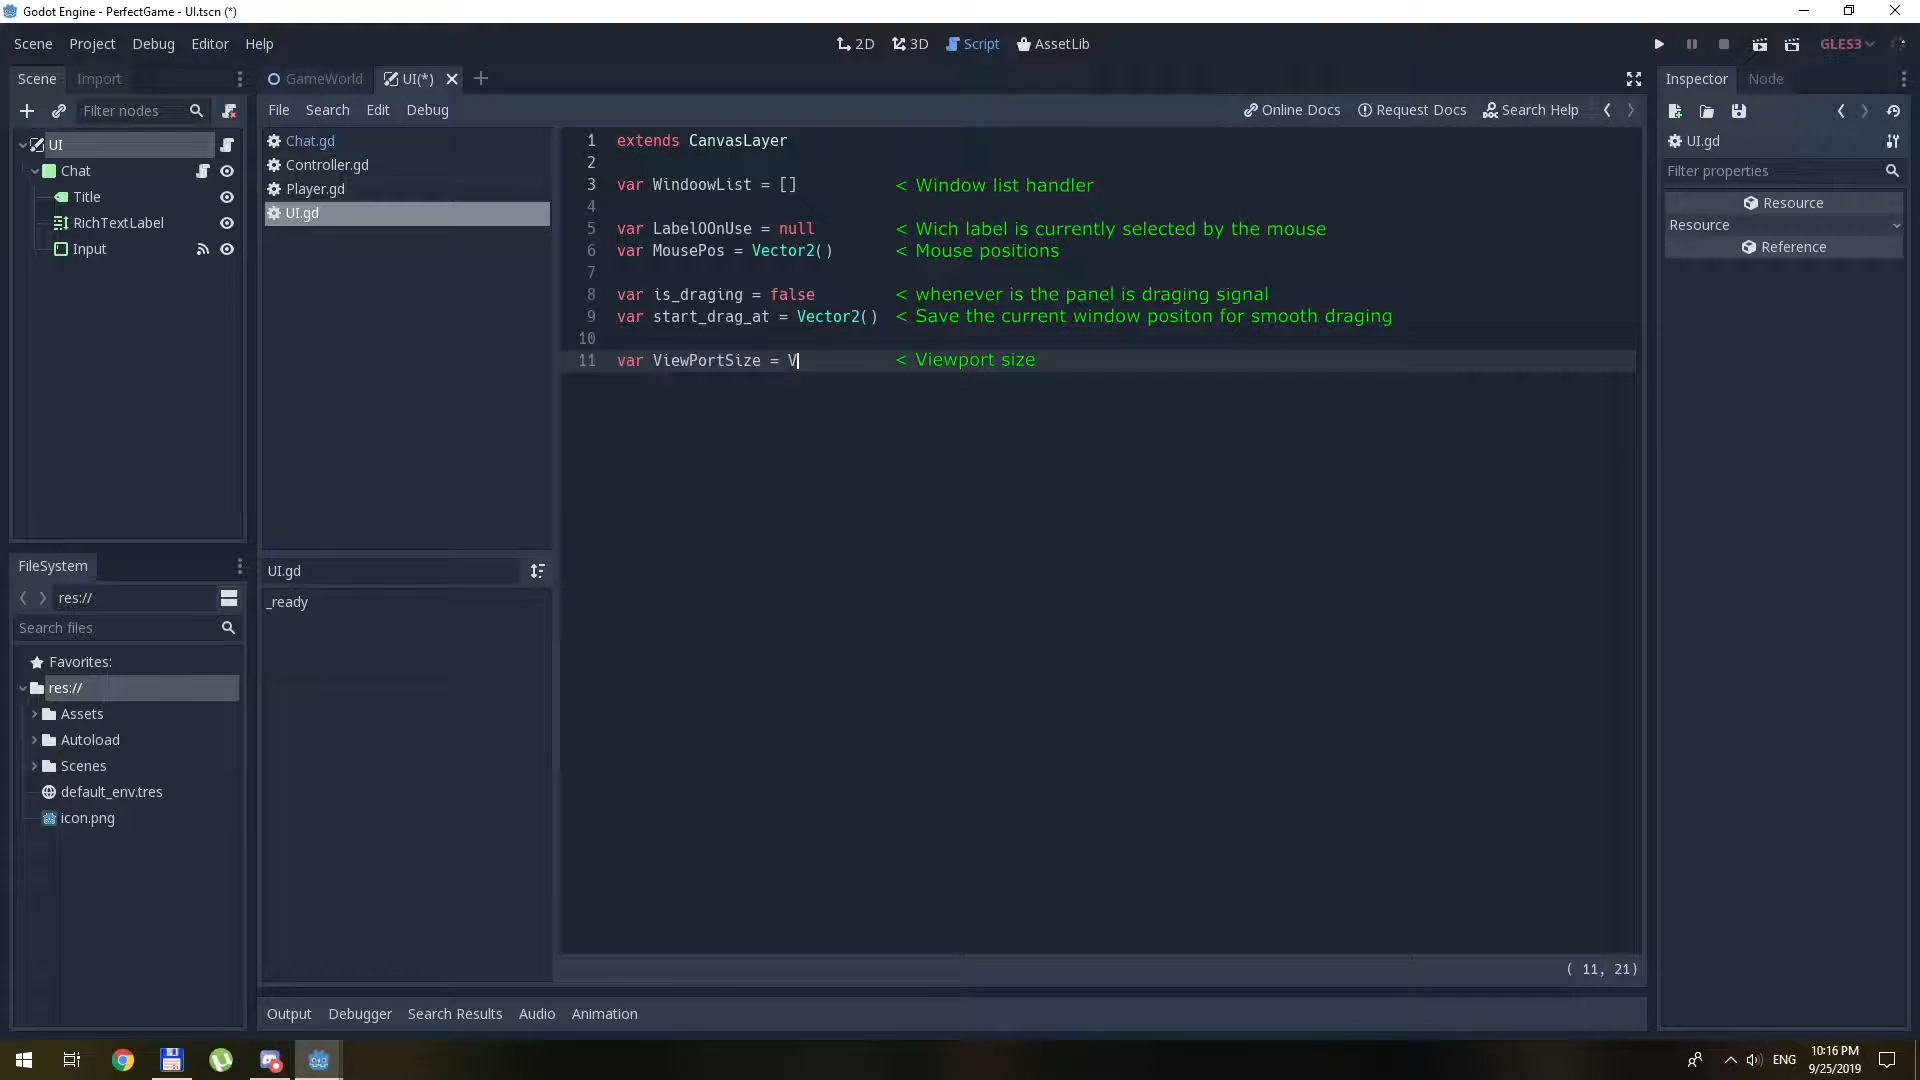 Godot Engine - PerfectGame - UI.tscn (*)
Scene Project Debug Editor Help
2D 3D Script AssetLib
GLES3
Scene Import
GameWorld UI(*)
Inspector Node
Filter nodes
File Search Edit Debug
Online Docs Request Docs Search Help
UI
Chat
Title
RichTextLabel
Input
Chat.gd
Controller.gd
Player.gd
UI.gd
1 extends CanvasLayer
2
3 var WindoowList = [] < Window list handler
4
5 var LabelOOnUse = null < Wich label is currently selected by the mouse
6 var MousePos = Vector2() < Mouse positions
7
8 var is_draging = false < whenever is the panel is draging signal
9 var start_drag_at = Vector2() < Save the current window positon for smooth draging
10
11 var ViewPortSize = V < Viewport size
( 11, 21)
UI.gd
Filter properties
Resource
Resource
Reference
FileSystem
res://
Search files
Favorites:
res://
Assets
Autoload
Scenes
default_env.tres
icon.png
UI.gd
_ready
Output Debugger Search Results Audio Animation
ENG
10:16 PM
9/25/2019